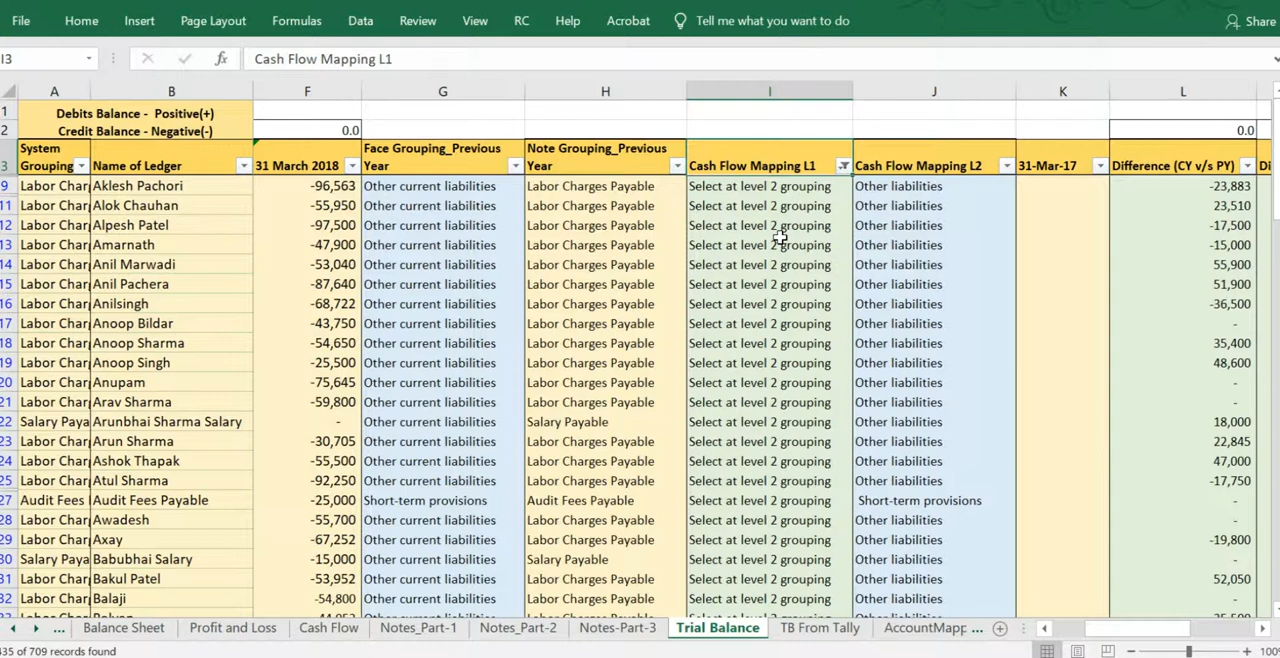 File Home Insert Page Layout Formulas Data Review View RC Help Acrobat Tell me what you want to do Share
I3 fx Cash Flow Mapping L1
A B F G H I J K L
1 Debits Balance - Positive(+)
2 Credit Balance - Negative(-) 0.0 0.0
System Face Grouping_Previous Note Grouping_Previous
3 Grouping Name of Ledger 31 March 2018 Year Year Cash Flow Mapping L1 Cash Flow Mapping L2 31-Mar-17 Difference (CY v/s PY) Di
9 Labor Char Aklesh Pachori -96,563 Other current liabilities Labor Charges Payable Select at level 2 grouping Other liabilities -23,883
11 Labor Char Alok Chauhan -55,950 Other current liabilities Labor Charges Payable Select at level 2 grouping Other liabilities 23,510
12 Labor Char Alpesh Patel -97,500 Other current liabilities Labor Charges Payable Select at level 2 grouping Other liabilities -17,500
13 Labor Char Amarnath -47,900 Other current liabilities Labor Charges Payable Select at level 2 grouping Other liabilities -15,000
14 Labor Char Anil Marwadi -53,040 Other current liabilities Labor Charges Payable Select at level 2 grouping Other liabilities 55,900
15 Labor Char Anil Pachera -87,640 Other current liabilities Labor Charges Payable Select at level 2 grouping Other liabilities 51,900
16 Labor Char Anilsingh -68,722 Other current liabilities Labor Charges Payable Select at level 2 grouping Other liabilities -36,500
17 Labor Char Anoop Bildar -43,750 Other current liabilities Labor Charges Payable Select at level 2 grouping Other liabilities -
18 Labor Char Anoop Sharma -54,650 Other current liabilities Labor Charges Payable Select at level 2 grouping Other liabilities 35,400
19 Labor Char Anoop Singh -25,500 Other current liabilities Labor Charges Payable Select at level 2 grouping Other liabilities 48,600
20 Labor Char Anupam -75,645 Other current liabilities Labor Charges Payable Select at level 2 grouping Other liabilities -
21 Labor Char Arav Sharma -59,800 Other current liabilities Labor Charges Payable Select at level 2 grouping Other liabilities -
22 Salary Paya Arunbhai Sharma Salary - Other current liabilities Salary Payable Select at level 2 grouping Other liabilities 18,000
23 Labor Char Arun Sharma -30,705 Other current liabilities Labor Charges Payable Select at level 2 grouping Other liabilities 22,845
24 Labor Char Ashok Thapak -55,500 Other current liabilities Labor Charges Payable Select at level 2 grouping Other liabilities 47,000
25 Labor Char Atul Sharma -92,250 Other current liabilities Labor Charges Payable Select at level 2 grouping Other liabilities -17,750
27 Audit Fees Audit Fees Payable -25,000 Short-term provisions Audit Fees Payable Select at level 2 grouping Short-term provisions -
28 Labor Char Awadesh -55,700 Other current liabilities Labor Charges Payable Select at level 2 grouping Other liabilities -
29 Labor Char Axay -67,252 Other current liabilities Labor Charges Payable Select at level 2 grouping Other liabilities -19,800
30 Salary Paya Babubhai Salary -15,000 Other current liabilities Salary Payable Select at level 2 grouping Other liabilities -
31 Labor Char Bakul Patel -53,952 Other current liabilities Labor Charges Payable Select at level 2 grouping Other liabilities 52,050
32 Labor Char Balaji -54,800 Other current liabilities Labor Charges Payable Select at level 2 grouping Other liabilities -
... Balance Sheet Profit and Loss Cash Flow Notes_Part-1 Notes_Part-2 Notes-Part-3 Trial Balance TB From Tally AccountMapp ...
435 of 709 records found 100%